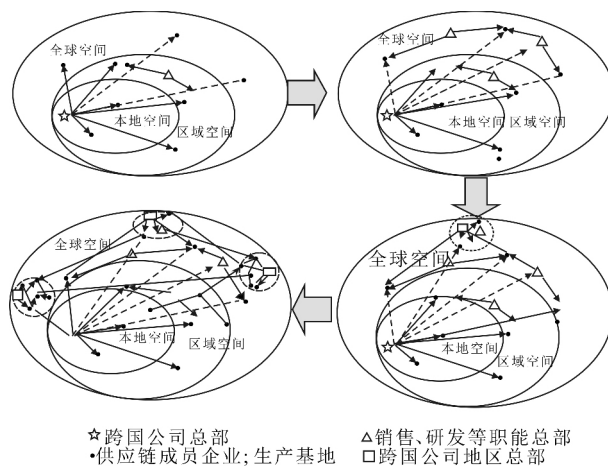 全球空间
本地空间
区域空间
全球空间
本地空间
区域空间
全球空间
本地空间
区域空间
全球空间
本地空间
区域空间
跨国公司总部
销售、研发等职能总部
供应链成员企业;生产基地
跨国公司地区总部